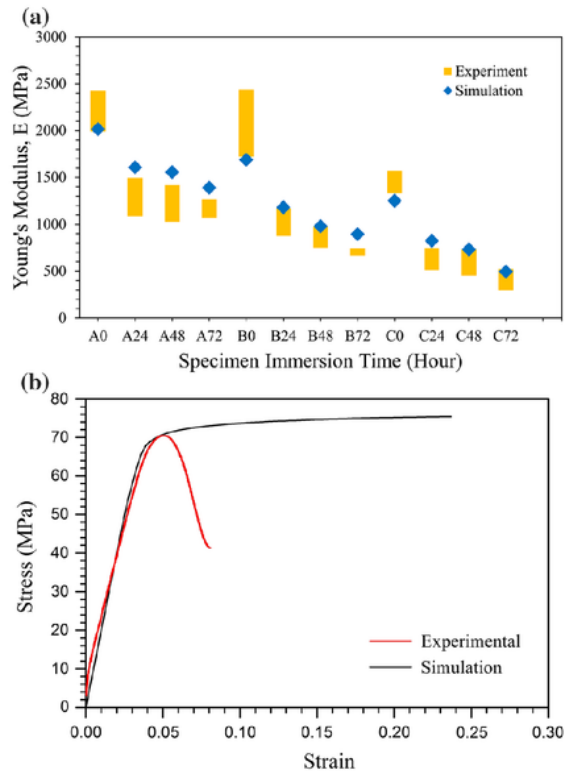 (a)
3000
2500
2000
1500
1000
500
0
Young's Modulus, E (MPa)
Experiment
Simulation
A0 A24 A48 A72 B0 B24 B48 B72 C0 C24 C48 C72
Specimen Immersion Time (Hour)
(b)
80
70
60
50
40
30
20
10
0
Stress (MPa)
Experimental
Simulation
0.00 0.05 0.10 0.15 0.20 0.25 0.30
Strain